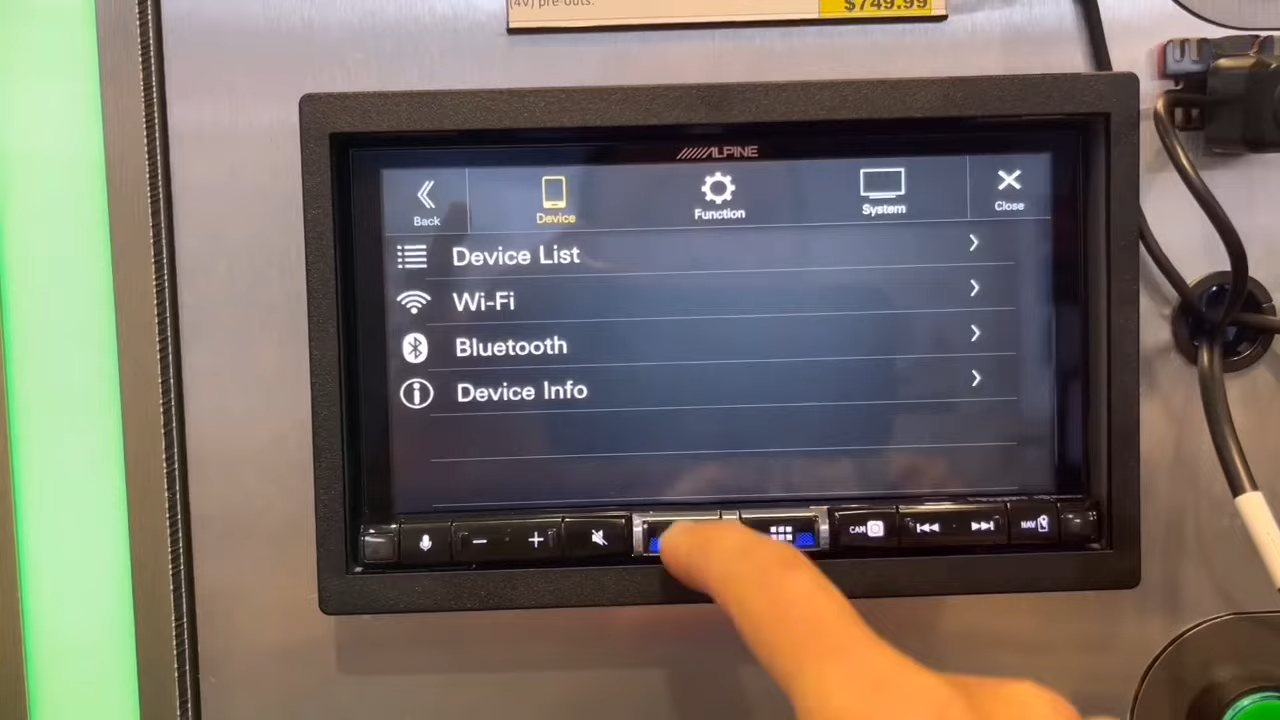 (4V) pre-outs.
$749.99
ALPINE
Back
Device
Function
System
Close
Device List
Wi-Fi
Bluetooth
Device Info
− +
CAM
NAV